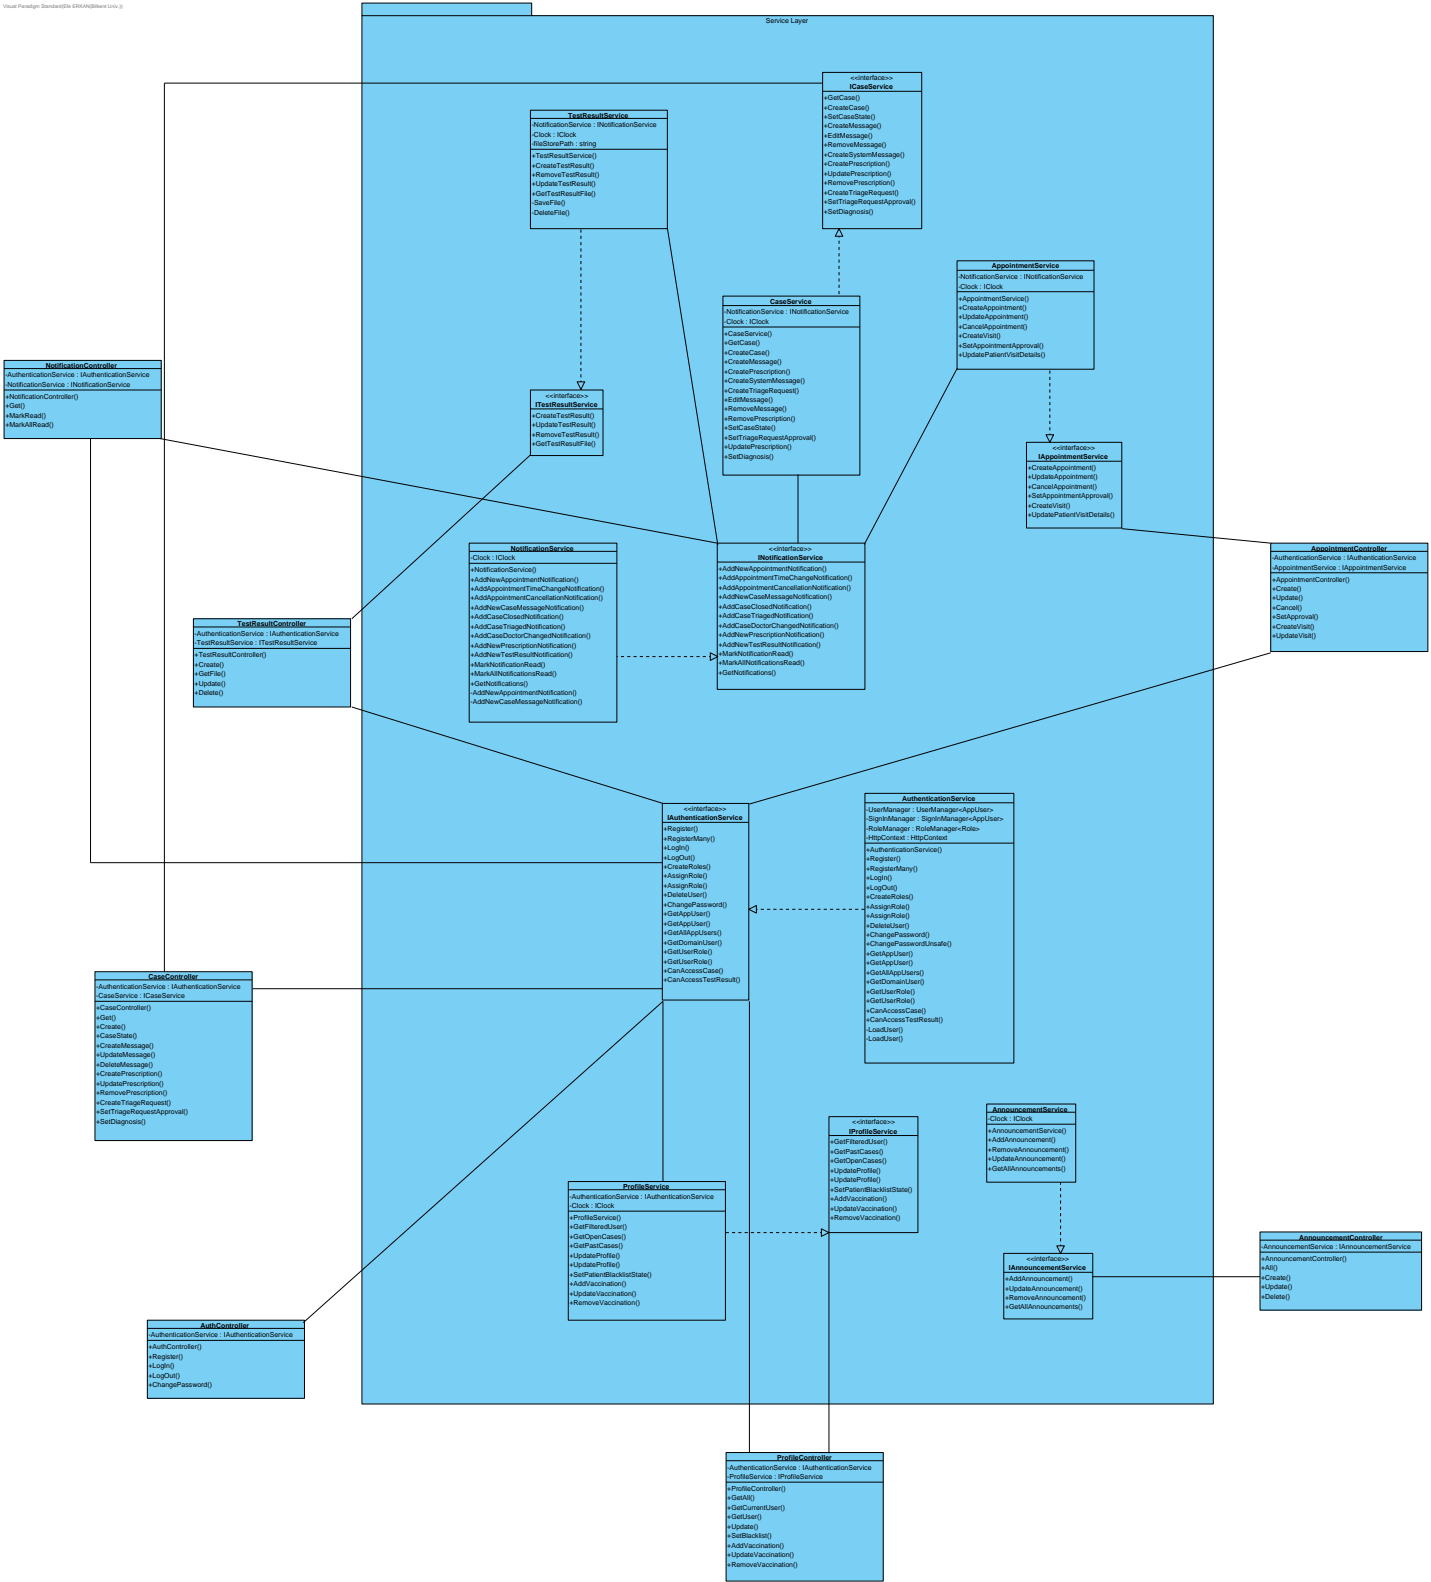 Visual Paradigm Standard(Efe ERKAN(Bilkent Univ.))
Service Layer
<<interface>>
ICaseService
+GetCase()
+CreateCase()
+SetCaseState()
+CreateMessage()
+EditMessage()
+RemoveMessage()
+CreateSystemMessage()
+CreatePrescription()
+UpdatePrescription()
+RemovePrescription()
+CreateTriageRequest()
+SetTriageRequestApproval()
+SetDiagnosis()
TestResultService
-NotificationService : INotificationService
-Clock : IClock
-fileStorePath : string
+TestResultService()
+CreateTestResult()
+RemoveTestResult()
+UpdateTestResult()
+GetTestResultFile()
-SaveFile()
-DeleteFile()
AppointmentService
-NotificationService : INotificationService
-Clock : IClock
+AppointmentService()
+CreateAppointment()
+UpdateAppointment()
+CancelAppointment()
+CreateVisit()
+SetAppointmentApproval()
+UpdatePatientVisitDetails()
CaseService
-NotificationService : INotificationService
-Clock : IClock
+CaseService()
+GetCase()
+CreateCase()
+CreateMessage()
+CreatePrescription()
+CreateSystemMessage()
+CreateTriageRequest()
+EditMessage()
+RemoveMessage()
+RemovePrescription()
+SetCaseState()
+SetTriageRequestApproval()
+UpdatePrescription()
+SetDiagnosis()
NotificationController
-AuthenticationService : IAuthenticationService
-NotificationService : INotificationService
+NotificationController()
+Get()
+MarkRead()
+MarkAllRead()
<<interface>>
ITestResultService
+CreateTestResult()
+UpdateTestResult()
+RemoveTestResult()
+GetTestResultFile()
<<interface>>
IAppointmentService
+CreateAppointment()
+UpdateAppointment()
+CancelAppointment()
+SetAppointmentApproval()
+CreateVisit()
+UpdatePatientVisitDetails()
NotificationService
-Clock : IClock
+NotificationService()
+AddNewAppointmentNotification()
+AddAppointmentTimeChangeNotification()
+AddAppointmentCancellationNotification()
+AddNewCaseMessageNotification()
+AddCaseClosedNotification()
+AddCaseTriagedNotification()
+AddCaseDoctorChangedNotification()
+AddNewPrescriptionNotification()
+AddNewTestResultNotification()
+MarkNotificationRead()
+MarkAllNotificationsRead()
+GetNotifications()
-AddNewAppointmentNotification()
-AddNewCaseMessageNotification()
<<interface>>
INotificationService
+AddNewAppointmentNotification()
+AddAppointmentTimeChangeNotification()
+AddAppointmentCancellationNotification()
+AddNewCaseMessageNotification()
+AddCaseClosedNotification()
+AddCaseTriagedNotification()
+AddCaseDoctorChangedNotification()
+AddNewPrescriptionNotification()
+AddNewTestResultNotification()
+MarkNotificationRead()
+MarkAllNotificationsRead()
+GetNotifications()
AppointmentController
-AuthenticationService : IAuthenticationService
-AppointmentService : IAppointmentService
+AppointmentController()
+Create()
+Update()
+Cancel()
+SetApproval()
+CreateVisit()
+UpdateVisit()
TestResultController
-AuthenticationService : IAuthenticationService
-TestResultService : ITestResultService
+TestResultController()
+Create()
+GetFile()
+Update()
+Delete()
<<interface>>
IAuthenticationService
+Register()
+RegisterMany()
+LogIn()
+LogOut()
+CreateRoles()
+AssignRole()
+AssignRole()
+DeleteUser()
+ChangePassword()
+GetAppUser()
+GetAppUser()
+GetAllAppUsers()
+GetDomainUser()
+GetUserRole()
+GetUserRole()
+CanAccessCase()
+CanAccessTestResult()
AuthenticationService
-UserManager : UserManager<AppUser>
-SignInManager : SignInManager<AppUser>
-RoleManager : RoleManager<Role>
-HttpContext : HttpContext
+AuthenticationService()
+Register()
+RegisterMany()
+LogIn()
+LogOut()
+CreateRoles()
+AssignRole()
+AssignRole()
+DeleteUser()
+ChangePassword()
+ChangePasswordUnsafe()
+GetAppUser()
+GetAppUser()
+GetAllAppUsers()
+GetDomainUser()
+GetUserRole()
+GetUserRole()
+CanAccessCase()
+CanAccessTestResult()
-LoadUser()
-LoadUser()
CaseController
-AuthenticationService : IAuthenticationService
-CaseService : ICaseService
+CaseController()
+Get()
+Create()
+CaseState()
+CreateMessage()
+UpdateMessage()
+DeleteMessage()
+CreatePrescription()
+UpdatePrescription()
+RemovePrescription()
+CreateTriageRequest()
+SetTriageRequestApproval()
+SetDiagnosis()
<<interface>>
IProfileService
+GetFilteredUser()
+GetPastCases()
+GetOpenCases()
+UpdateProfile()
+UpdateProfile()
+SetPatientBlacklistState()
+AddVaccination()
+UpdateVaccination()
+RemoveVaccination()
AnnouncementService
-Clock : IClock
+AnnouncementService()
+AddAnnouncement()
+RemoveAnnouncement()
+UpdateAnnouncement()
+GetAllAnnouncements()
ProfileService
-AuthenticationService : IAuthenticationService
-Clock : IClock
+ProfileService()
+GetFilteredUser()
+GetOpenCases()
+GetPastCases()
+UpdateProfile()
+UpdateProfile()
+SetPatientBlacklistState()
+AddVaccination()
+UpdateVaccination()
+RemoveVaccination()
<<interface>>
IAnnouncementService
+AddAnnouncement()
+UpdateAnnouncement()
+RemoveAnnouncement()
+GetAllAnnouncements()
AnnouncementController
-AnnouncementService : IAnnouncementService
+AnnouncementController()
+All()
+Create()
+Update()
+Delete()
AuthController
-AuthenticationService : IAuthenticationService
+AuthController()
+Register()
+LogIn()
+LogOut()
+ChangePassword()
ProfileController
-AuthenticationService : IAuthenticationService
-ProfileService : IProfileService
+ProfileController()
+GetAll()
+GetCurrentUser()
+GetUser()
+Update()
+SetBlacklist()
+AddVaccination()
+UpdateVaccination()
+RemoveVaccination()